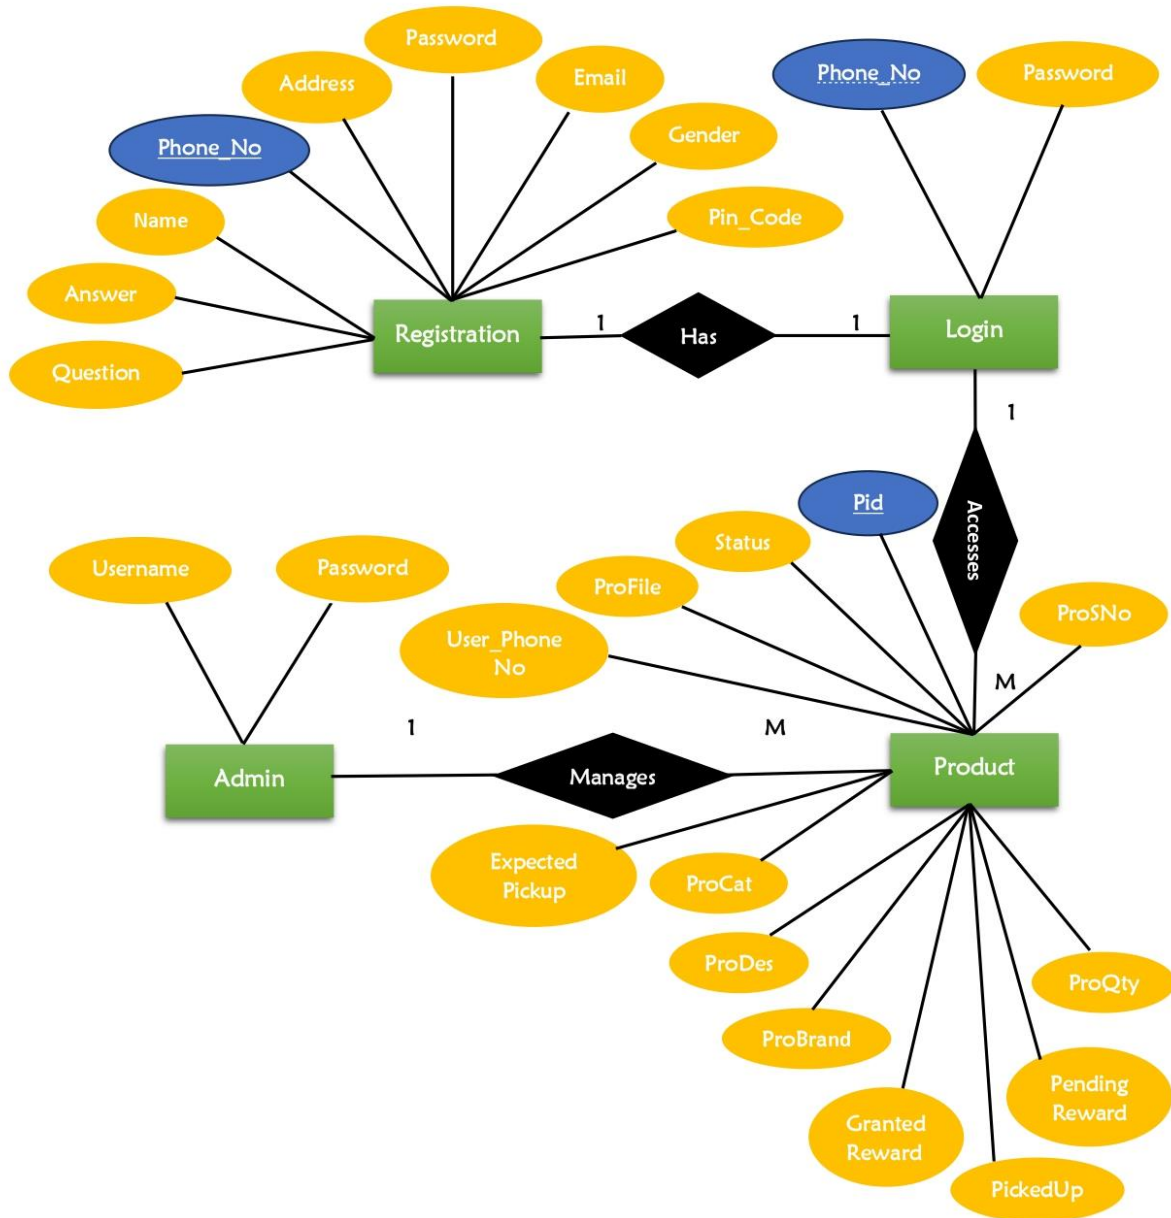 Password
Address
Email
Phone_No
Password
Phone_No
Gender
Name
Pin_Code
Answer
Registration
1
Has
1
Login
Question
1
Pid
Accesses
Status
Username
Password
ProFile
ProSNo
User_Phone
No
M
1
M
Admin
Manages
Product
Expected
Pickup
ProCat
ProDes
ProQty
ProBrand
Pending
Reward
Granted
Reward
PickedUp